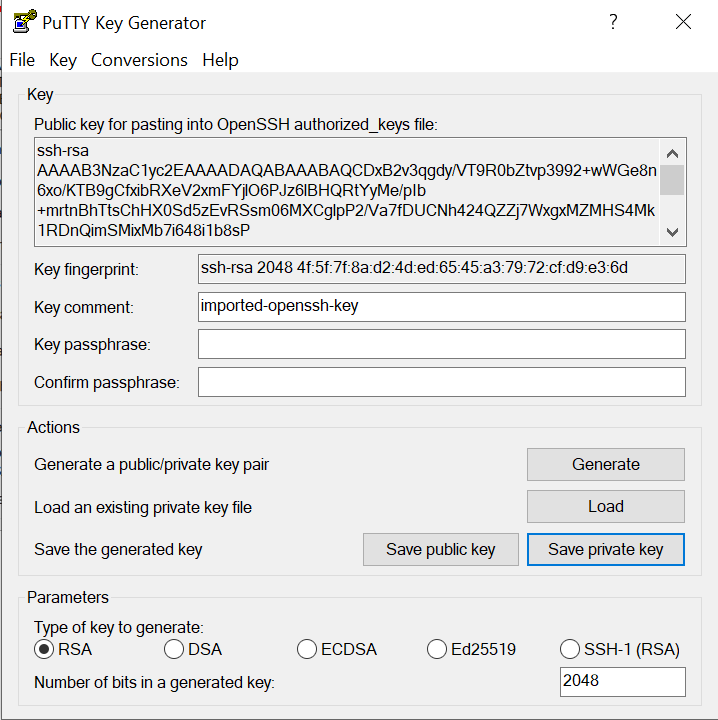 PuTTY Key Generator
?
File Key Conversions Help
Key
Public key for pasting into OpenSSH authorized_keys file:
ssh-rsa
AAAAB3NzaC1yc2EAAAADAQABAAABAQCDxB2v3qgdy/VT9R0bZtvp3992+wWGe8n
6xo/KTB9gCfxibRXeV2xmFYjlO6PJz6lBHQRtYyMe/pIb
+mrtnBhTtsChHX0Sd5zEvRSsm06MXCglpP2/Va7fDUCNh424QZZj7WxgxMZMHS4Mk
1RDnQimSMixMb7i648i1b8sP
Key fingerprint: ssh-rsa 2048 4f:5f:7f:8a:d2:4d:ed:65:45:a3:79:72:cf:d9:e3:6d
Key comment: imported-openssh-key
Key passphrase:
Confirm passphrase:
Actions
Generate a public/private key pair Generate
Load an existing private key file Load
Save the generated key Save public key Save private key
Parameters
Type of key to generate:
RSA DSA ECDSA Ed25519 SSH-1 (RSA)
Number of bits in a generated key: 2048